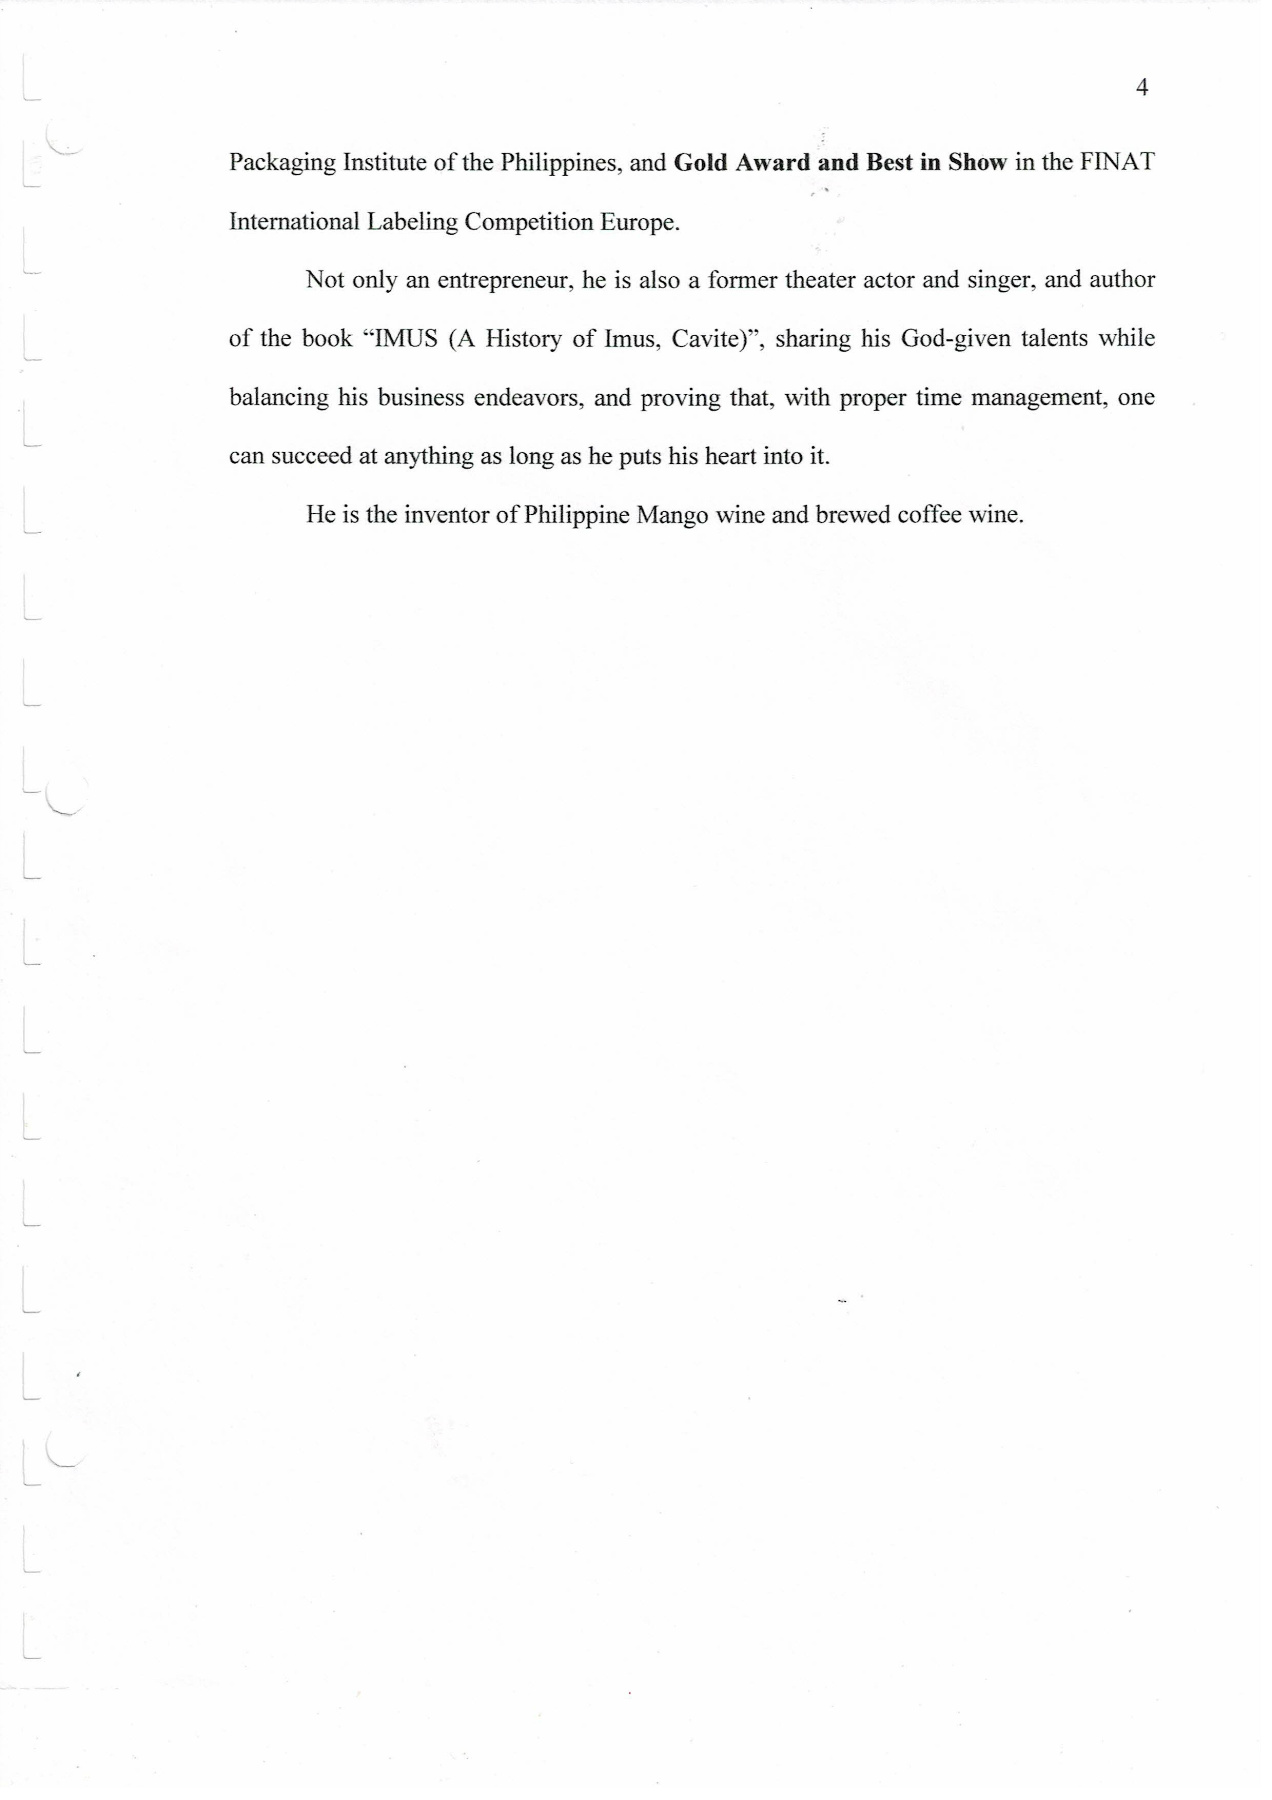 4
Packaging Institute of the Philippines, and Gold Award and Best in Show in the FINAT
International Labeling Competition Europe.
Not only an entrepreneur, he is also a former theater actor and singer, and author
of the book “IMUS (A History of Imus, Cavite)”, sharing his God-given talents while
balancing his business endeavors, and proving that, with proper time management, one
can succeed at anything as long as he puts his heart into it.
He is the inventor of Philippine Mango wine and brewed coffee wine.